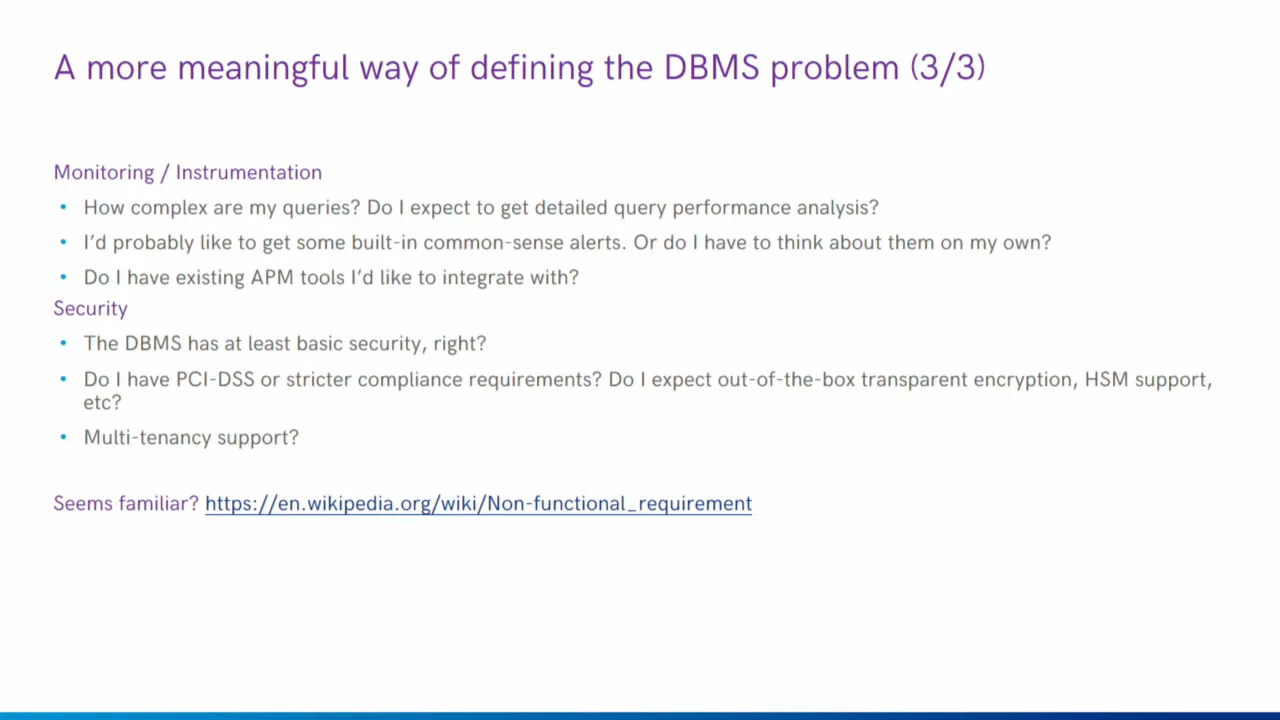 A more meaningful way of defining the DBMS problem (3/3)
Monitoring / Instrumentation
• How complex are my queries? Do I expect to get detailed query performance analysis?
• I’d probably like to get some built-in common-sense alerts. Or do I have to think about them on my own?
• Do I have existing APM tools I’d like to integrate with?
Security
• The DBMS has at least basic security, right?
• Do I have PCI-DSS or stricter compliance requirements? Do I expect out-of-the-box transparent encryption, HSM support,
etc?
• Multi-tenancy support?
Seems familiar? https://en.wikipedia.org/wiki/Non-functional_requirement